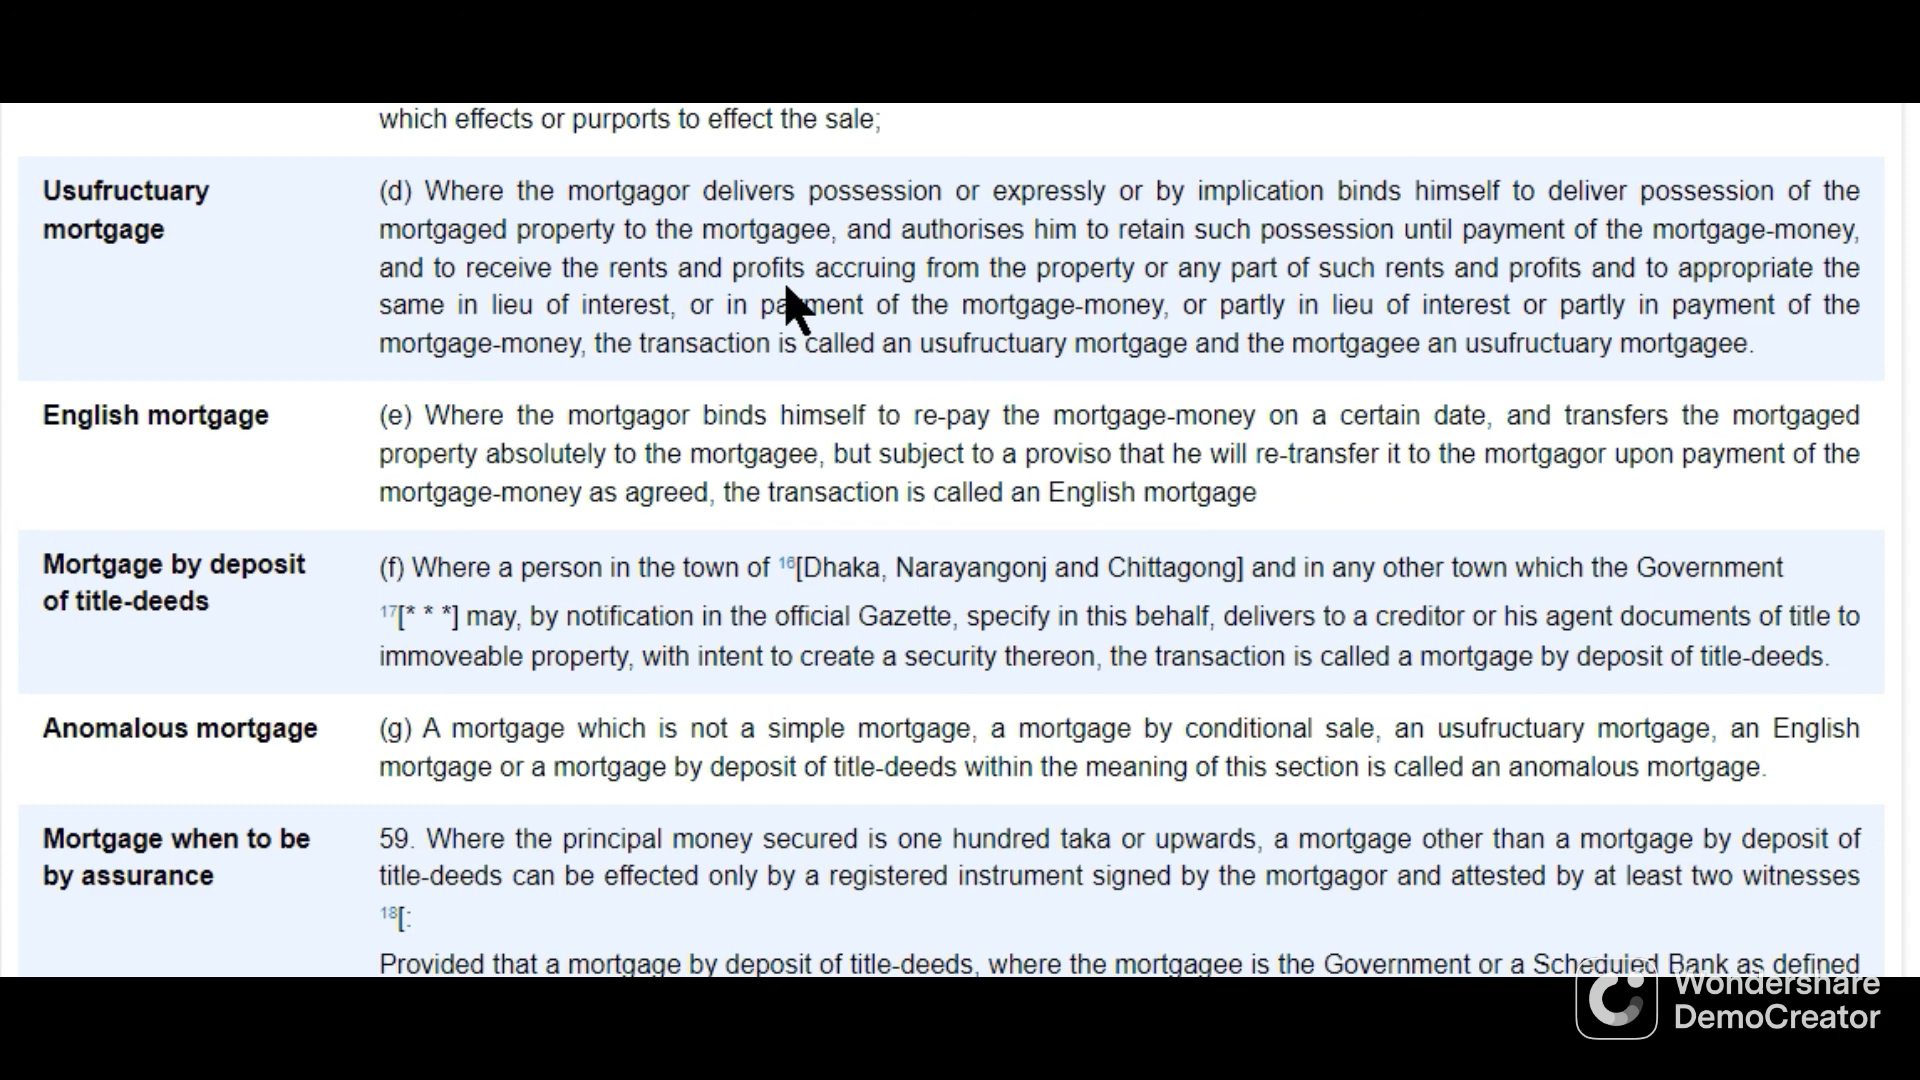 which effects or purports to effect the sale;
Usufructuary
mortgage
(d) Where the mortgagor delivers possession or expressly or by implication binds himself to deliver possession of the
mortgaged property to the mortgagee, and authorises him to retain such possession until payment of the mortgage-money,
and to receive the rents and profits accruing from the property or any part of such rents and profits and to appropriate the
same in lieu of interest, or in payment of the mortgage-money, or partly in lieu of interest or partly in payment of the
mortgage-money, the transaction is called an usufructuary mortgage and the mortgagee an usufructuary mortgagee.
English mortgage
(e) Where the mortgagor binds himself to re-pay the mortgage-money on a certain date, and transfers the mortgaged
property absolutely to the mortgagee, but subject to a proviso that he will re-transfer it to the mortgagor upon payment of the
mortgage-money as agreed, the transaction is called an English mortgage
Mortgage by deposit
of title-deeds
(f) Where a person in the town of 16[Dhaka, Narayangonj and Chittagong] and in any other town which the Government
17[* * *] may, by notification in the official Gazette, specify in this behalf, delivers to a creditor or his agent documents of title to
immoveable property, with intent to create a security thereon, the transaction is called a mortgage by deposit of title-deeds.
Anomalous mortgage
(g) A mortgage which is not a simple mortgage, a mortgage by conditional sale, an usufructuary mortgage, an English
mortgage or a mortgage by deposit of title-deeds within the meaning of this section is called an anomalous mortgage.
Mortgage when to be
by assurance
59. Where the principal money secured is one hundred taka or upwards, a mortgage other than a mortgage by deposit of
title-deeds can be effected only by a registered instrument signed by the mortgagor and attested by at least two witnesses
18[:
Provided that a mortgage by deposit of title-deeds, where the mortgagee is the Government or a Scheduled Bank as defined
Wondershare
DemoCreator